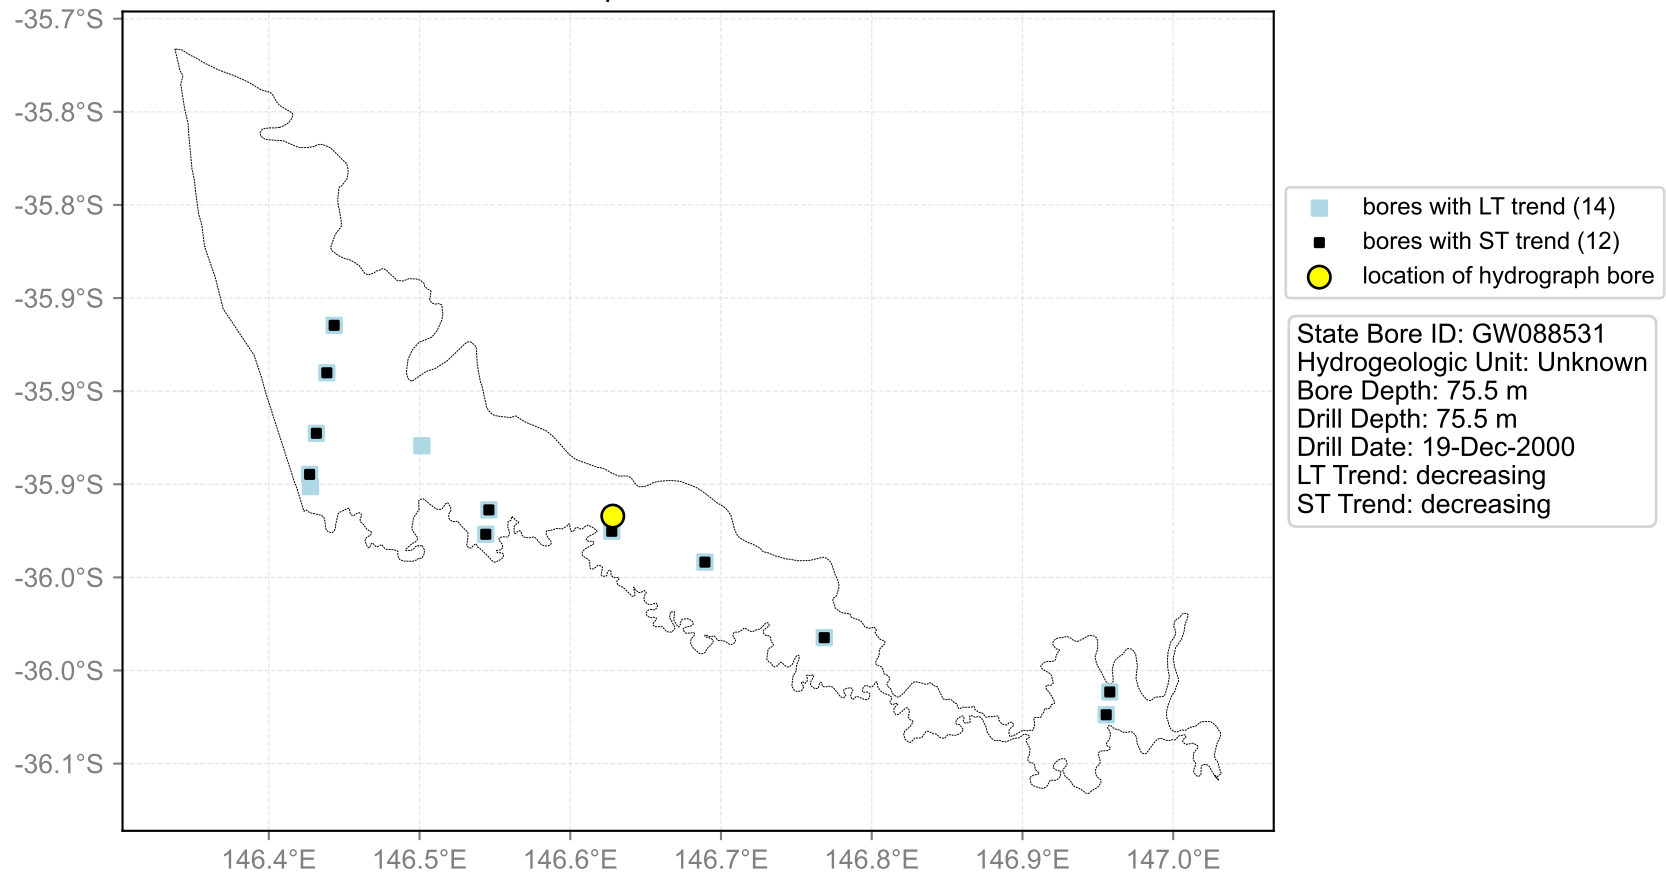 -35.7°S
-35.8°S
-35.8°S
-35.9°S
-35.9°S
-35.9°S
-36.0°S
-36.0°S
-36.1°S
146.4°E
146.5°E
146.6°E
146.7°E
146.8°E
146.9°E
147.0°E
bores with LT trend (14)
bores with ST trend (12)
location of hydrograph bore
State Bore ID: GW088531
Hydrogeologic Unit: Unknown
Bore Depth: 75.5 m
Drill Depth: 75.5 m
Drill Date: 19-Dec-2000
LT Trend: decreasing
ST Trend: decreasing